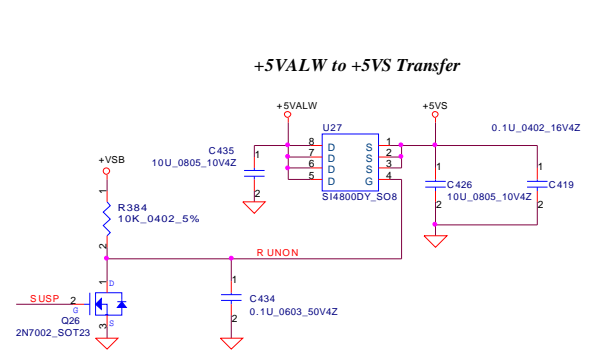 +5VALW to +5VS Transfer
+5VALW
+5VS
U27
0.1U_0402_16V4Z
C435
10U_0805_10V4Z
1
2
8 D S 1
7 D S 2
6 D S 3
5 D G 4
SI4800DY_SO8
+VSB
1
R384
10K_0402_5%
2
1
C426
10U_0805_10V4Z
2
1
C419
2
RUNON
SUSP
2
G
1
D
S
3
Q26
2N7002_SOT23
1
C434
0.1U_0603_50V4Z
2